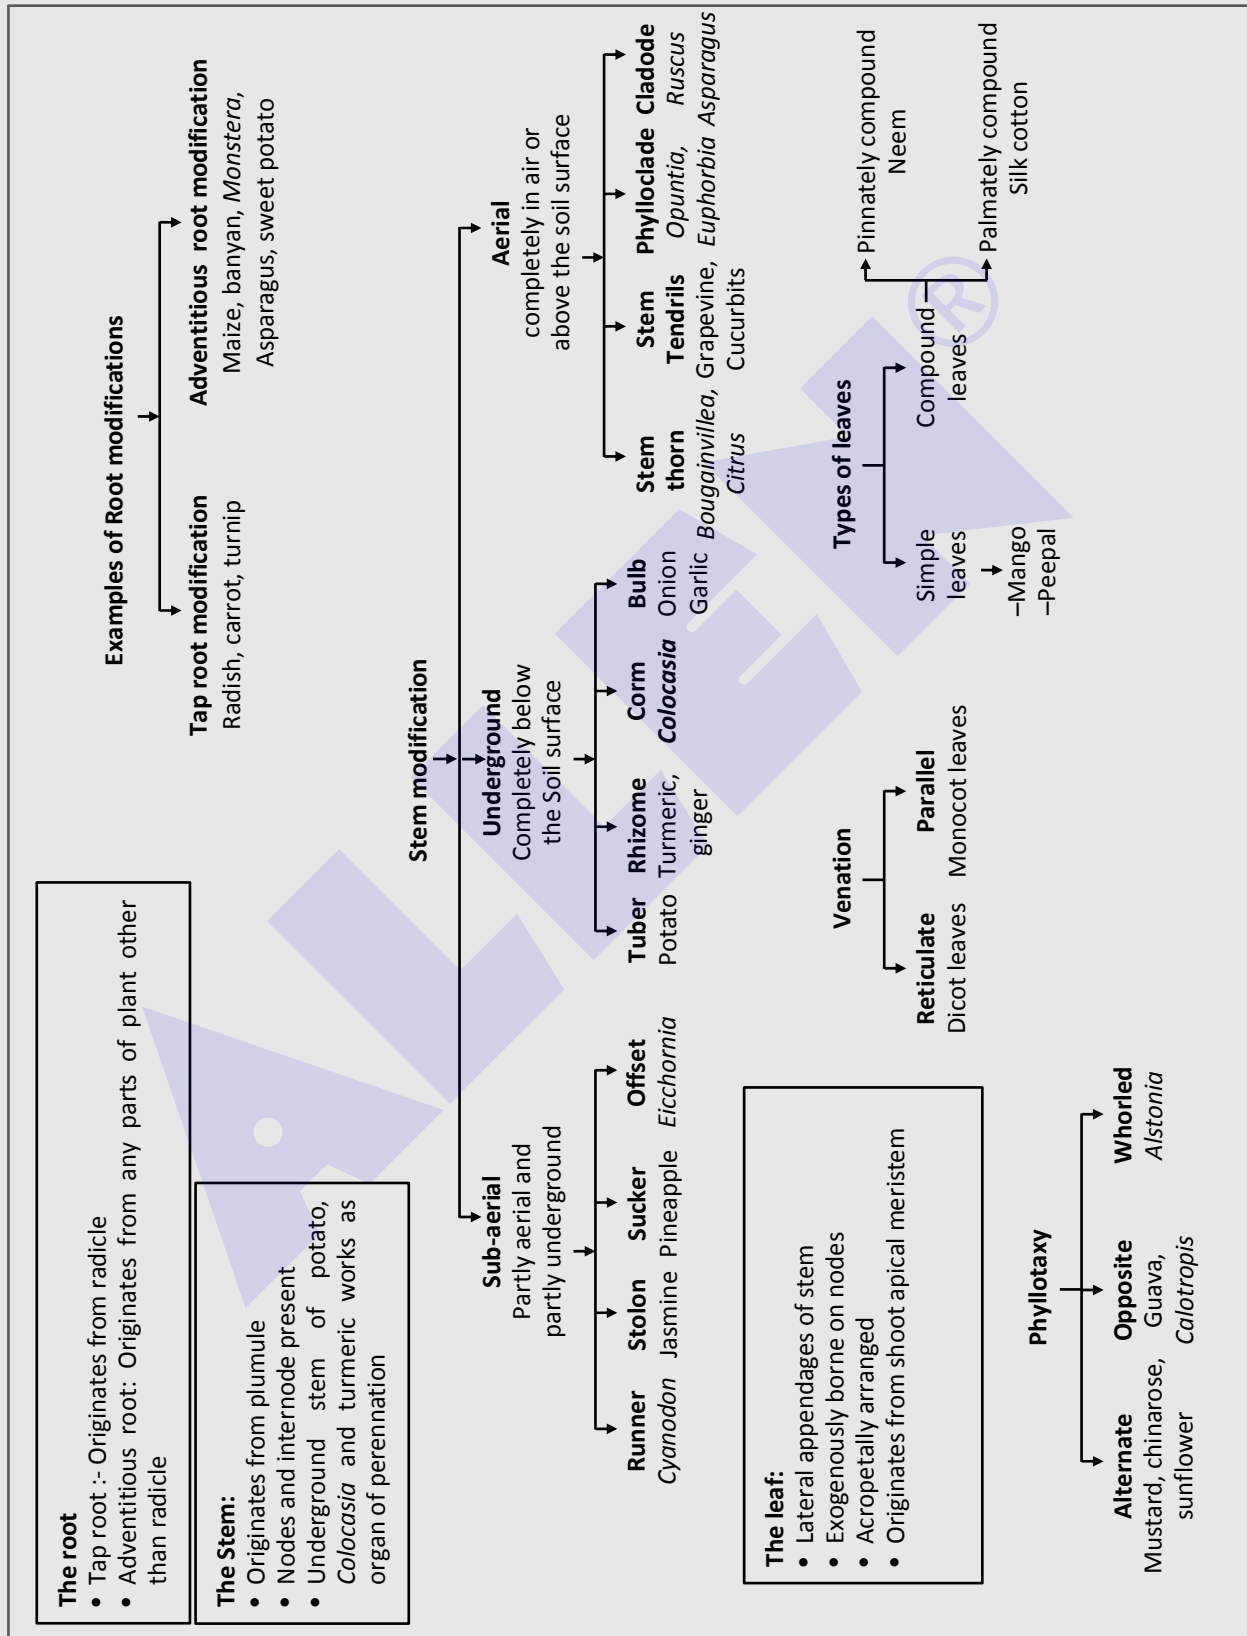 The root
• Tap root :- Originates from radicle
• Adventitious root: Originates from any parts of plant other
than radicle
The Stem:
• Originates from plumule
• Nodes and internode present
• Underground stem of potato,
Colocasia and turmeric works as
organ of perennation
Examples of Root modifications
Tap root modification
Radish, carrot, turnip
Adventitious root modification
Maize, banyan, Monstera,
Asparagus, sweet potato
Stem modification
Sub-aerial
Partly aerial and
partly underground
Runner
Cyanodon
Stolon
Jasmine
Sucker
Pineapple
Offset
Eicchornia
Underground
Completely below
the Soil surface
Tuber
Potato
Rhizome
Turmeric,
ginger
Corm
Colocasia
Bulb
Onion
Garlic
Aerial
completely in air or
above the soil surface
Stem
thorn
Bougainvillea,
Citrus
Stem
Tendrils
Grapevine,
Cucurbits
Phylloclade
Opuntia,
Euphorbia
Cladode
Ruscus
Asparagus
The leaf:
• Lateral appendages of stem
• Exogenously borne on nodes
• Acropetally arranged
• Originates from shoot apical meristem
Venation
Reticulate
Dicot leaves
Parallel
Monocot leaves
Types of leaves
Simple
leaves
–Mango
–Peepal
Compound
leaves
Pinnately compound
Neem
Palmately compound
Silk cotton
Phyllotaxy
Alternate
Mustard, chinarose,
sunflower
Opposite
Guava,
Calotropis
Whorled
Alstonia
ALLEN®